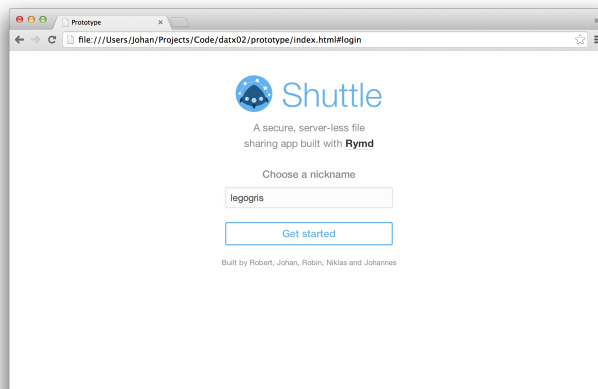 Prototype
file:///Users/Johan/Projects/Code/datx02/prototype/index.html#login
Shuttle
A secure, server-less file
sharing app built with Rymd
Choose a nickname
legogris
Get started
Built by Robert, Johan, Robin, Niklas and Johannes